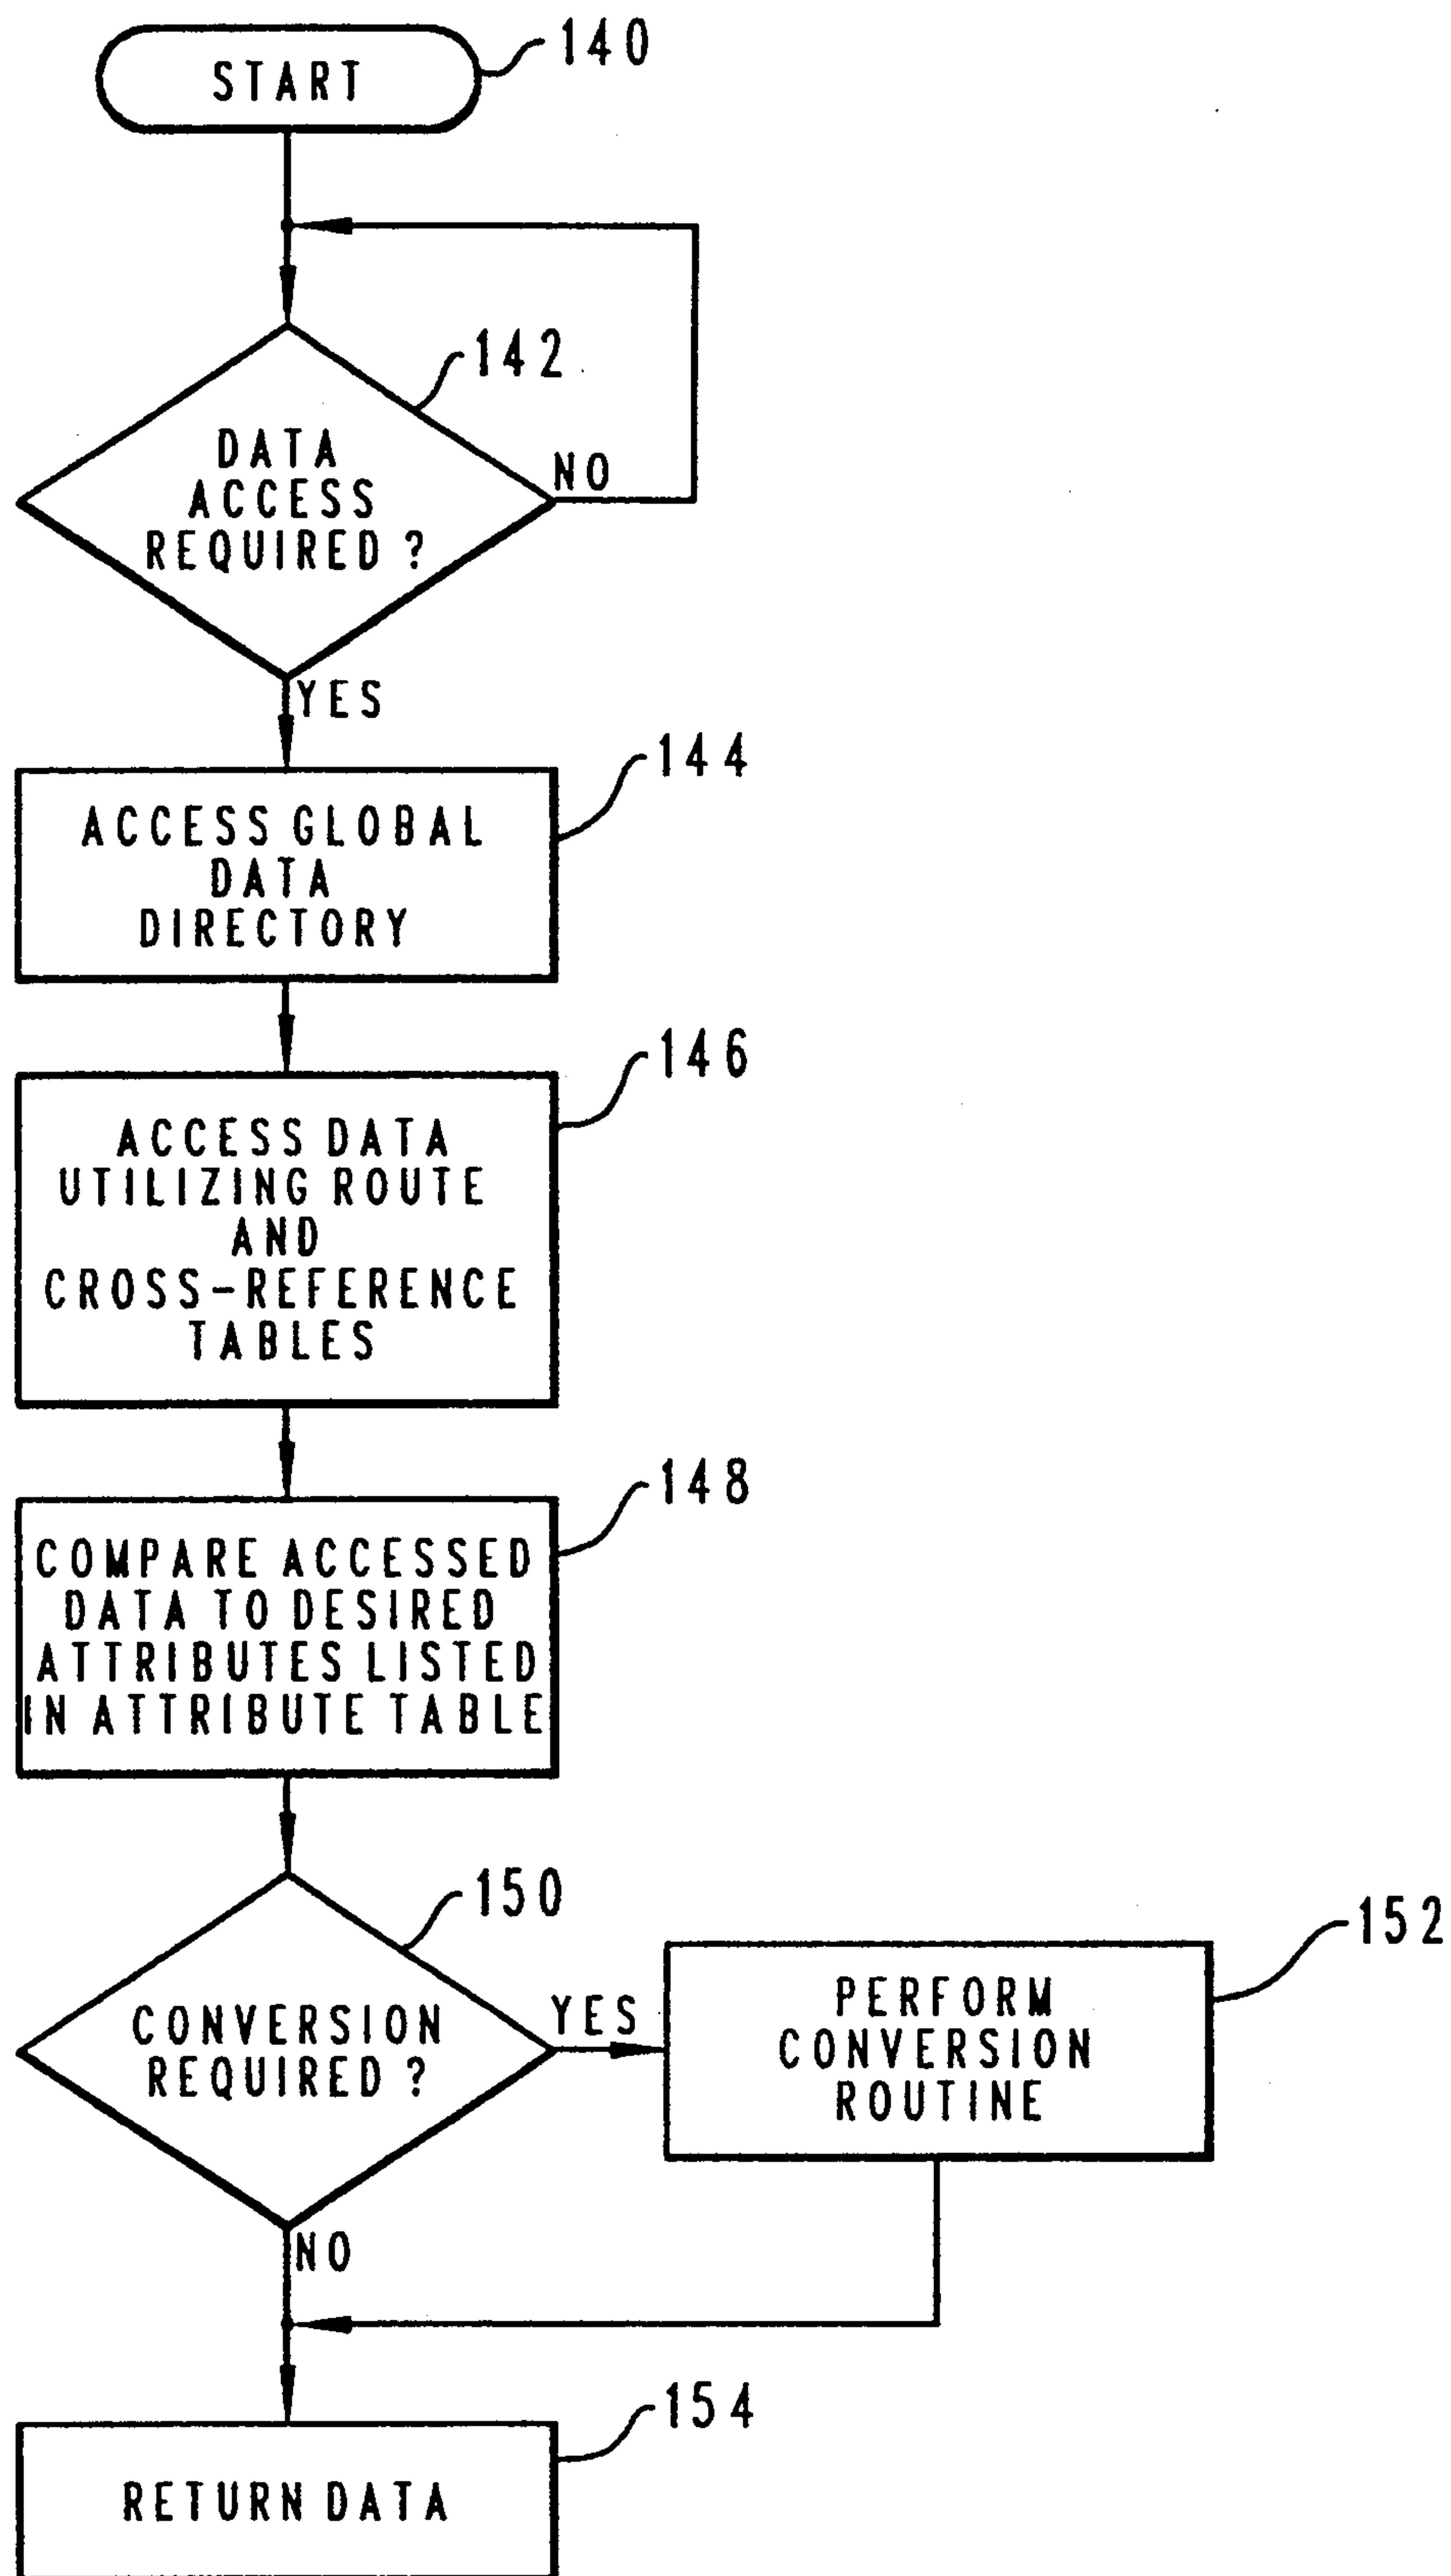 START
140
142
DATA
ACCESS
REQUIRED ?
NO
YES
144
ACCESS GLOBAL
DATA
DIRECTORY
146
ACCESS DATA
UTILIZING ROUTE
AND
CROSS-REFERENCE
TABLES
148
COMPARE ACCESSED
DATA TO DESIRED
ATTRIBUTES LISTED
IN ATTRIBUTE TABLE
150
CONVERSION
REQUIRED ?
YES
NO
152
PERFORM
CONVERSION
ROUTINE
154
RETURN DATA